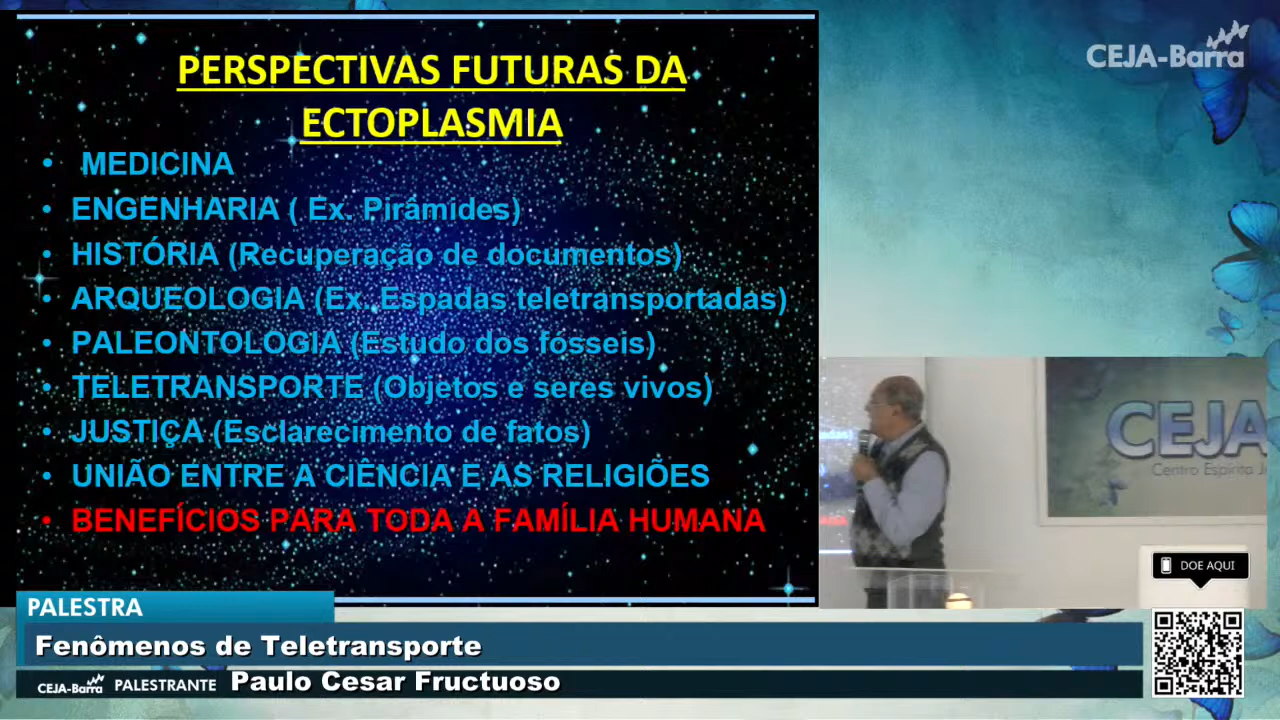 PERSPECTIVAS FUTURAS DA
ECTOPLASMIA
• MEDICINA
• ENGENHARIA ( Ex. Pirâmides)
• HISTÓRIA (Recuperação de documentos)
• ARQUEOLOGIA (Ex. Espadas teletransportadas)
• PALEONTOLOGIA (Estudo dos fósseis)
• TELETRANSPORTE (Objetos e seres vivos)
• JUSTIÇA (Esclarecimento de fatos)
• UNIÃO ENTRE A CIÊNCIA E AS RELIGIÕES
• BENEFÍCIOS PARA TODA A FAMÍLIA HUMANA
CEJA-Barra
CEJA
Centro Espírita
DOE AQUI
PALESTRA
Fenômenos de Teletransporte
CEJA-Barra PALESTRANTE Paulo Cesar Fructuoso